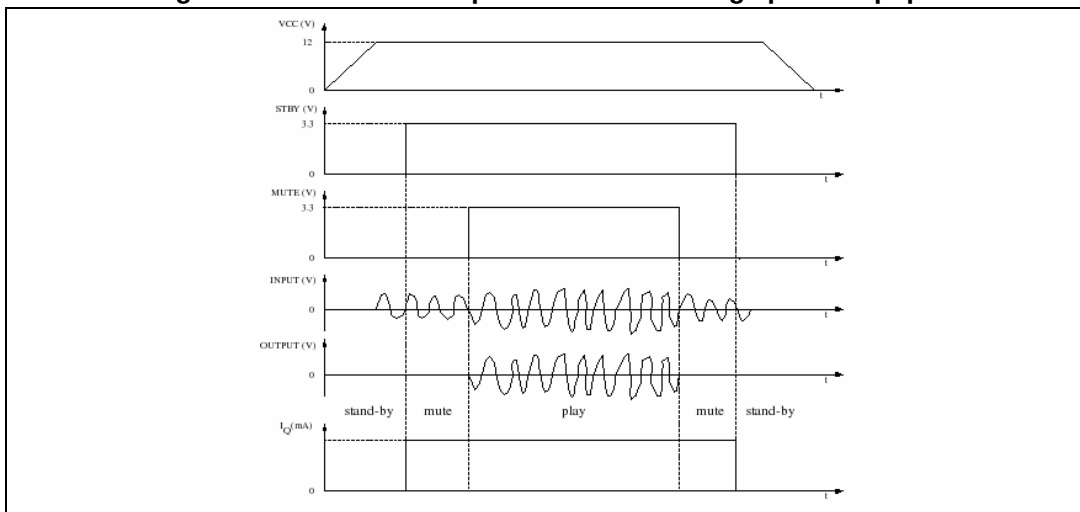 VCC (V)
12
0
t
STBY (V)
3.3
0
t
MUTE (V)
3.3
0
t
INPUT (V)
0
t
OUTPUT (V)
0
t
stand-by mute play mute stand-by
IQ(mA)
0
t